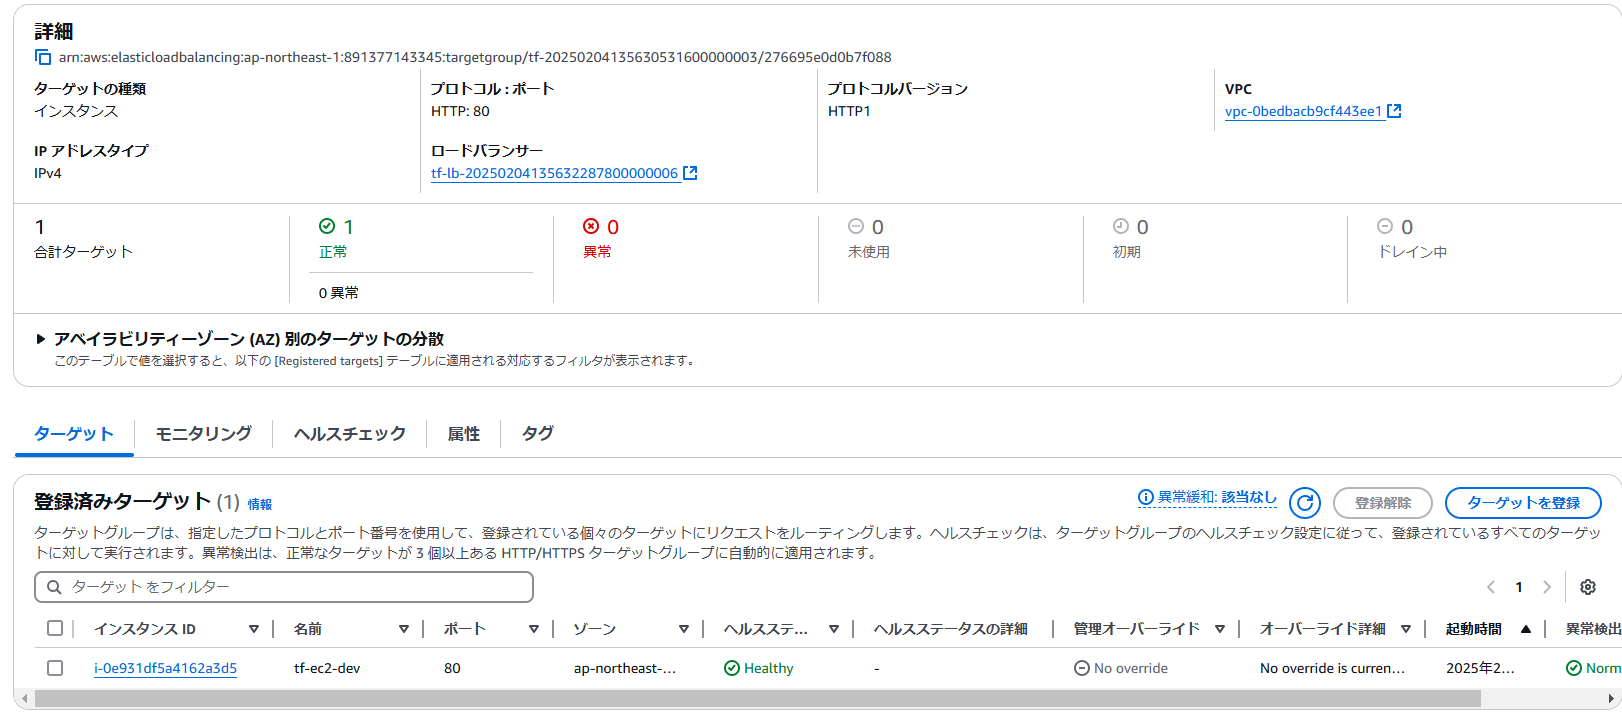 詳細
arn:aws:elasticloadbalancing:ap-northeast-1:891377143345:targetgroup/tf-20250204135630531600000003/276695e0d0b7f088
ターゲットの種類
インスタンス
プロトコル : ポート
HTTP: 80
プロトコルバージョン
HTTP1
VPC
vpc-0bedbacb9cf443ee1
IP アドレスタイプ
IPv4
ロードバランサー
tf-lb-20250204135632287800000006
1
合計ターゲット
1
正常
0 異常
0
異常
0
未使用
0
初期
0
ドレイン中
アベイラビリティーゾーン (AZ) 別のターゲットの分散
このテーブルで値を選択すると、以下の [Registered targets] テーブルに適用される対応するフィルタが表示されます。
ターゲット
モニタリング
ヘルスチェック
属性
タグ
登録済みターゲット (1) 情報
異常緩和: 該当なし
登録解除
ターゲットを登録
ターゲットグループは、指定したプロトコルとポート番号を使用して、登録されている個々のターゲットにリクエストをルーティングします。ヘルスチェックは、ターゲットグループのヘルスチェック設定に従って、登録されているすべてのターゲッ
トに対して実行されます。異常検出は、正常なターゲットが 3 個以上ある HTTP/HTTPS ターゲットグループに自動的に適用されます。
ターゲット をフィルター
1
インスタンス ID 名前 ポート ゾーン ヘルスステ... ヘルスステータスの詳細 管理オーバーライド オーバーライド詳細 起動時間 異常検出
i-0e931df5a4162a3d5 tf-ec2-dev 80 ap-northeast-... Healthy - No override No override is curren... 2025年2... Norm